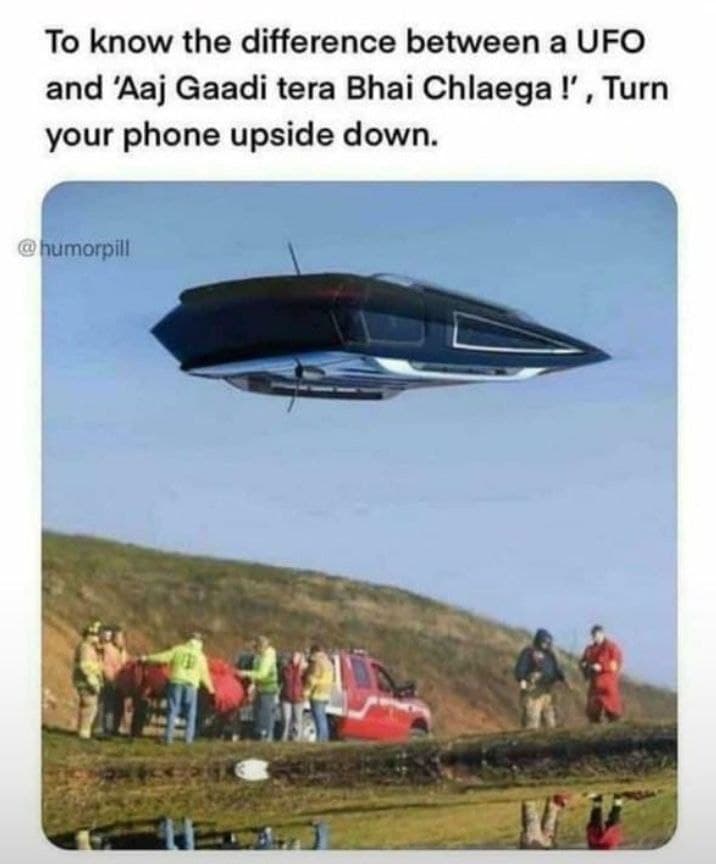 To know the difference between a UFO
and ‘Aaj Gaadi tera Bhai Chlaega !’ , Turn
your phone upside down.
@humorpill